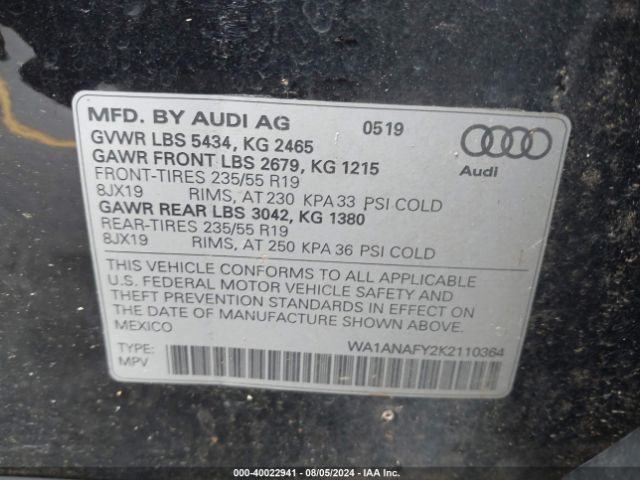 MFD. BY AUDI AG 0519
GVWR LBS 5434, KG 2465
GAWR FRONT LBS 2679, KG 1215
FRONT-TIRES 235/55 R19
8JX19 RIMS, AT 230 KPA 33 PSI COLD
GAWR REAR LBS 3042, KG 1380
REAR-TIRES 235/55 R19
8JX19 RIMS, AT 250 KPA 36 PSI COLD
Audi
THIS VEHICLE CONFORMS TO ALL APPLICABLE
U.S. FEDERAL MOTOR VEHICLE SAFETY AND
THEFT PREVENTION STANDARDS IN EFFECT ON
THE DATE OF MANUFACTURE SHOWN ABOVE.
MEXICO
TYPE: WA1ANAFY2K2110364
MPV
000-40022941 - 08/05/2024 - IAA Inc.